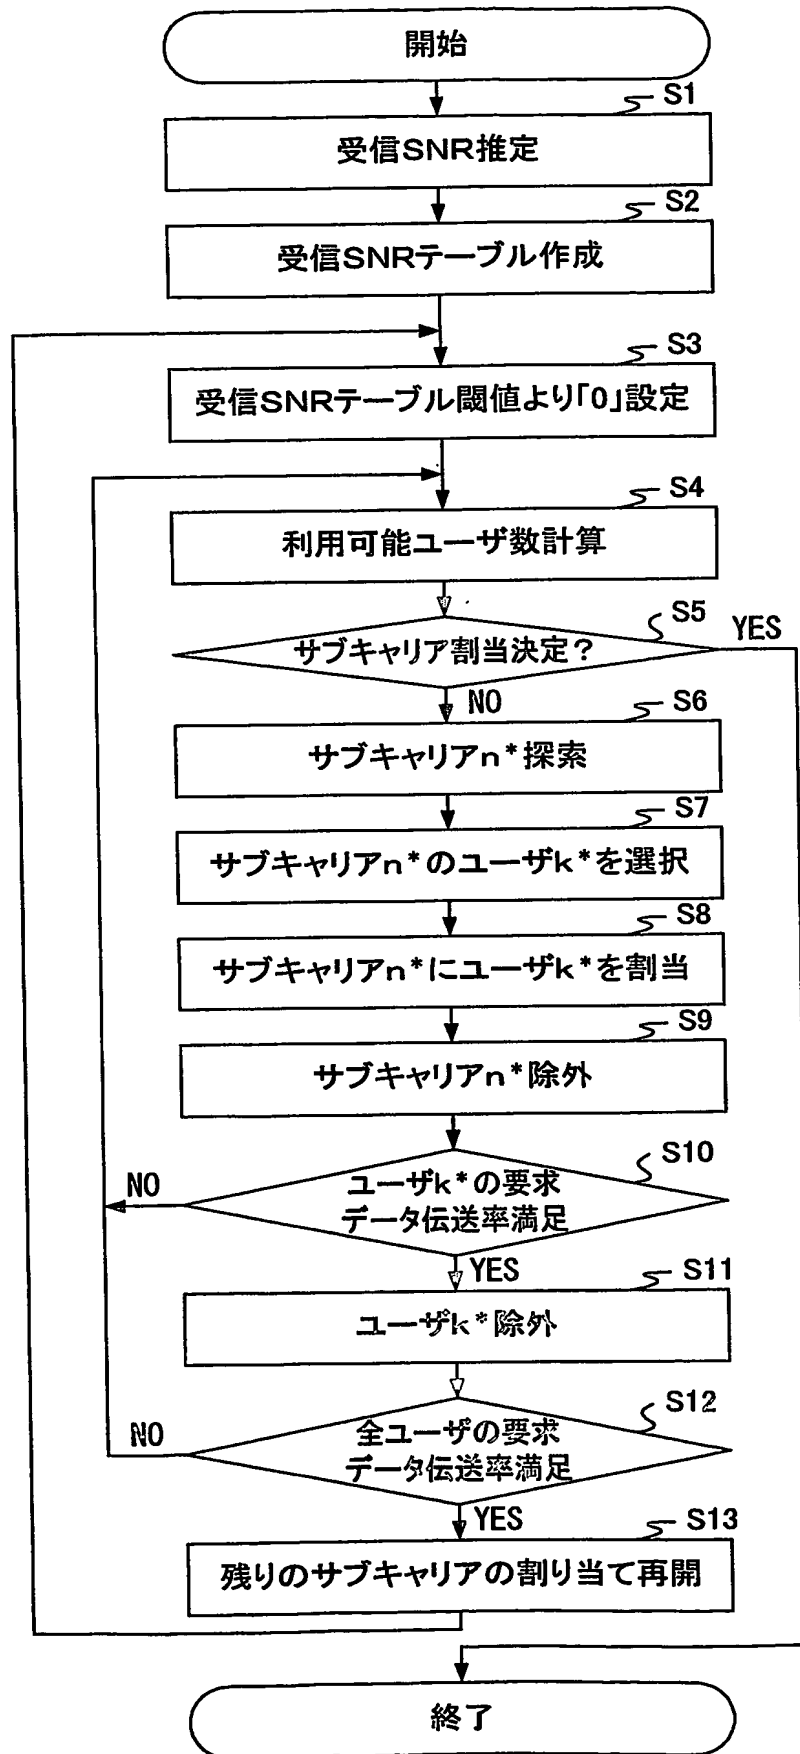 開始
S1
受信SNR推定
S2
受信SNRテーブル作成
S3
受信SNRテーブル閾値より「0」設定
S4
利用可能ユーザ数計算
S5
サブキャリア割当決定?
YES
NO
S6
サブキャリアn*探索
S7
サブキャリアn*のユーザk*を選択
S8
サブキャリアn*にユーザk*を割当
S9
サブキャリアn*除外
S10
ユーザk*の要求
データ伝送率満足
NO
YES
S11
ユーザk*除外
S12
全ユーザの要求
データ伝送率満足
NO
YES
S13
残りのサブキャリアの割り当て再開
終了